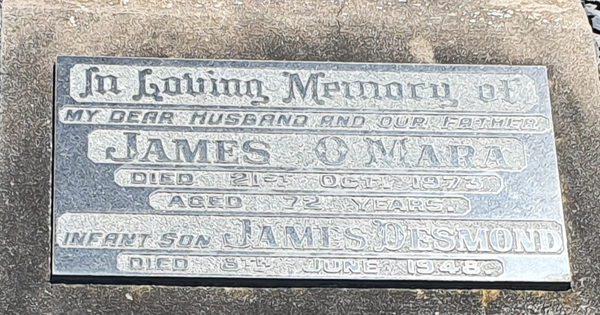 In Loving Memory of
MY DEAR HUSBAND AND OUR FATHER
JAMES O'MARA
DIED 21ST OCT. 1973
AGED 72 YEARS.
INFANT SON JAMES DESMOND
DIED 8TH JUNE 1948